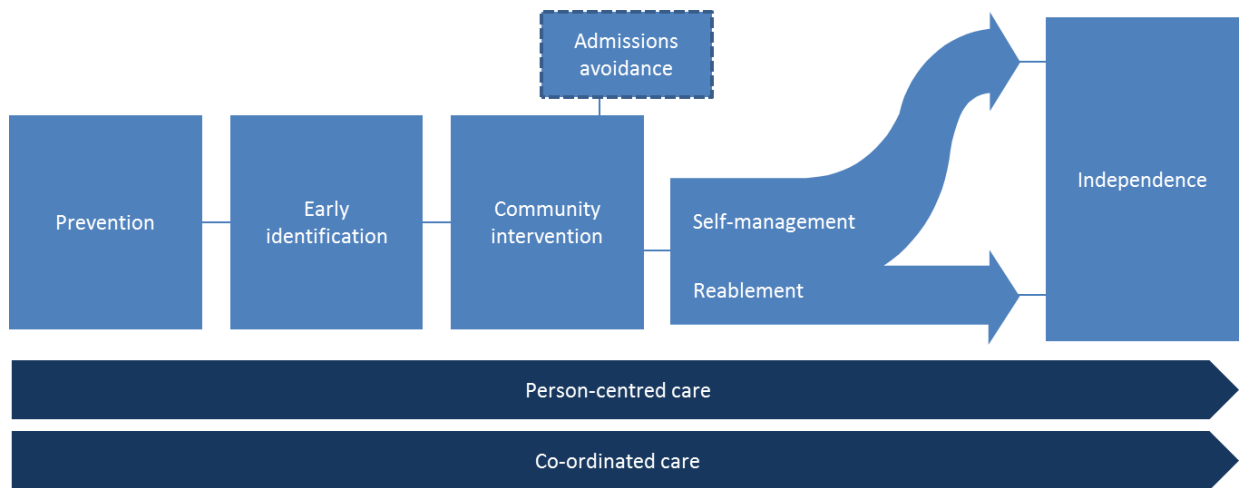 Admissions
avoidance
Prevention
Early
identification
Community
intervention
Self-management
Reablement
Independence
Person-centred care
Co-ordinated care